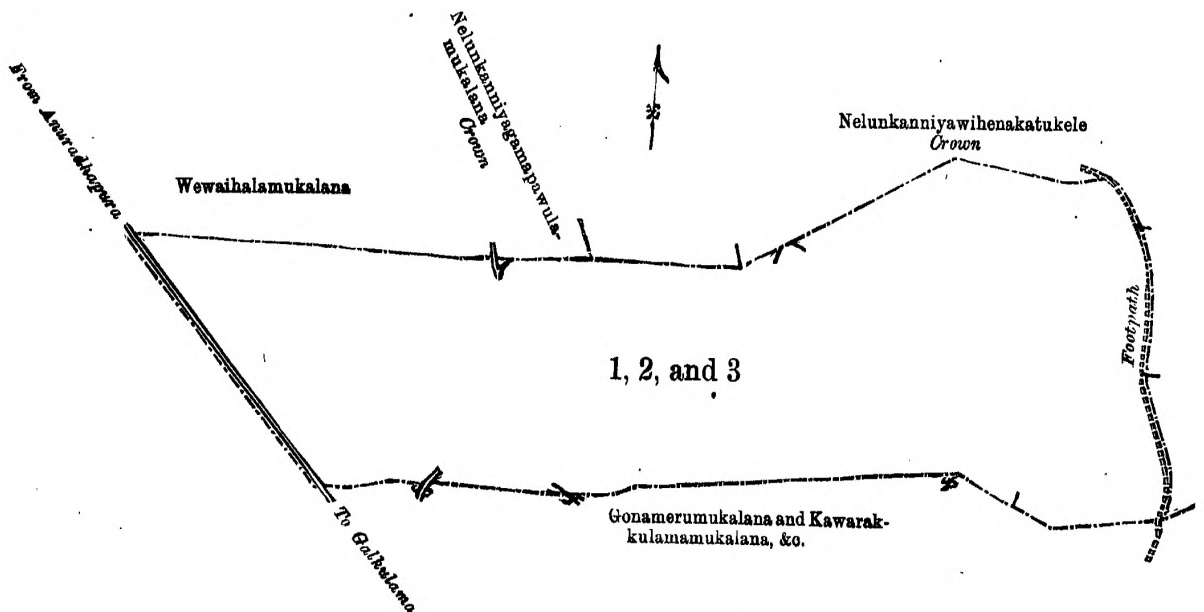 From Anuradhapura
Nelunkanniyagamapawula-
mukalana
Crown
Nelunkanniyawihenakatukele
Crown
Wewaihalamukalana
Footpath
1, 2, and 3
Gonamerumukalana and Kawarak-
kulamamukalana, &c.
To Galkulama